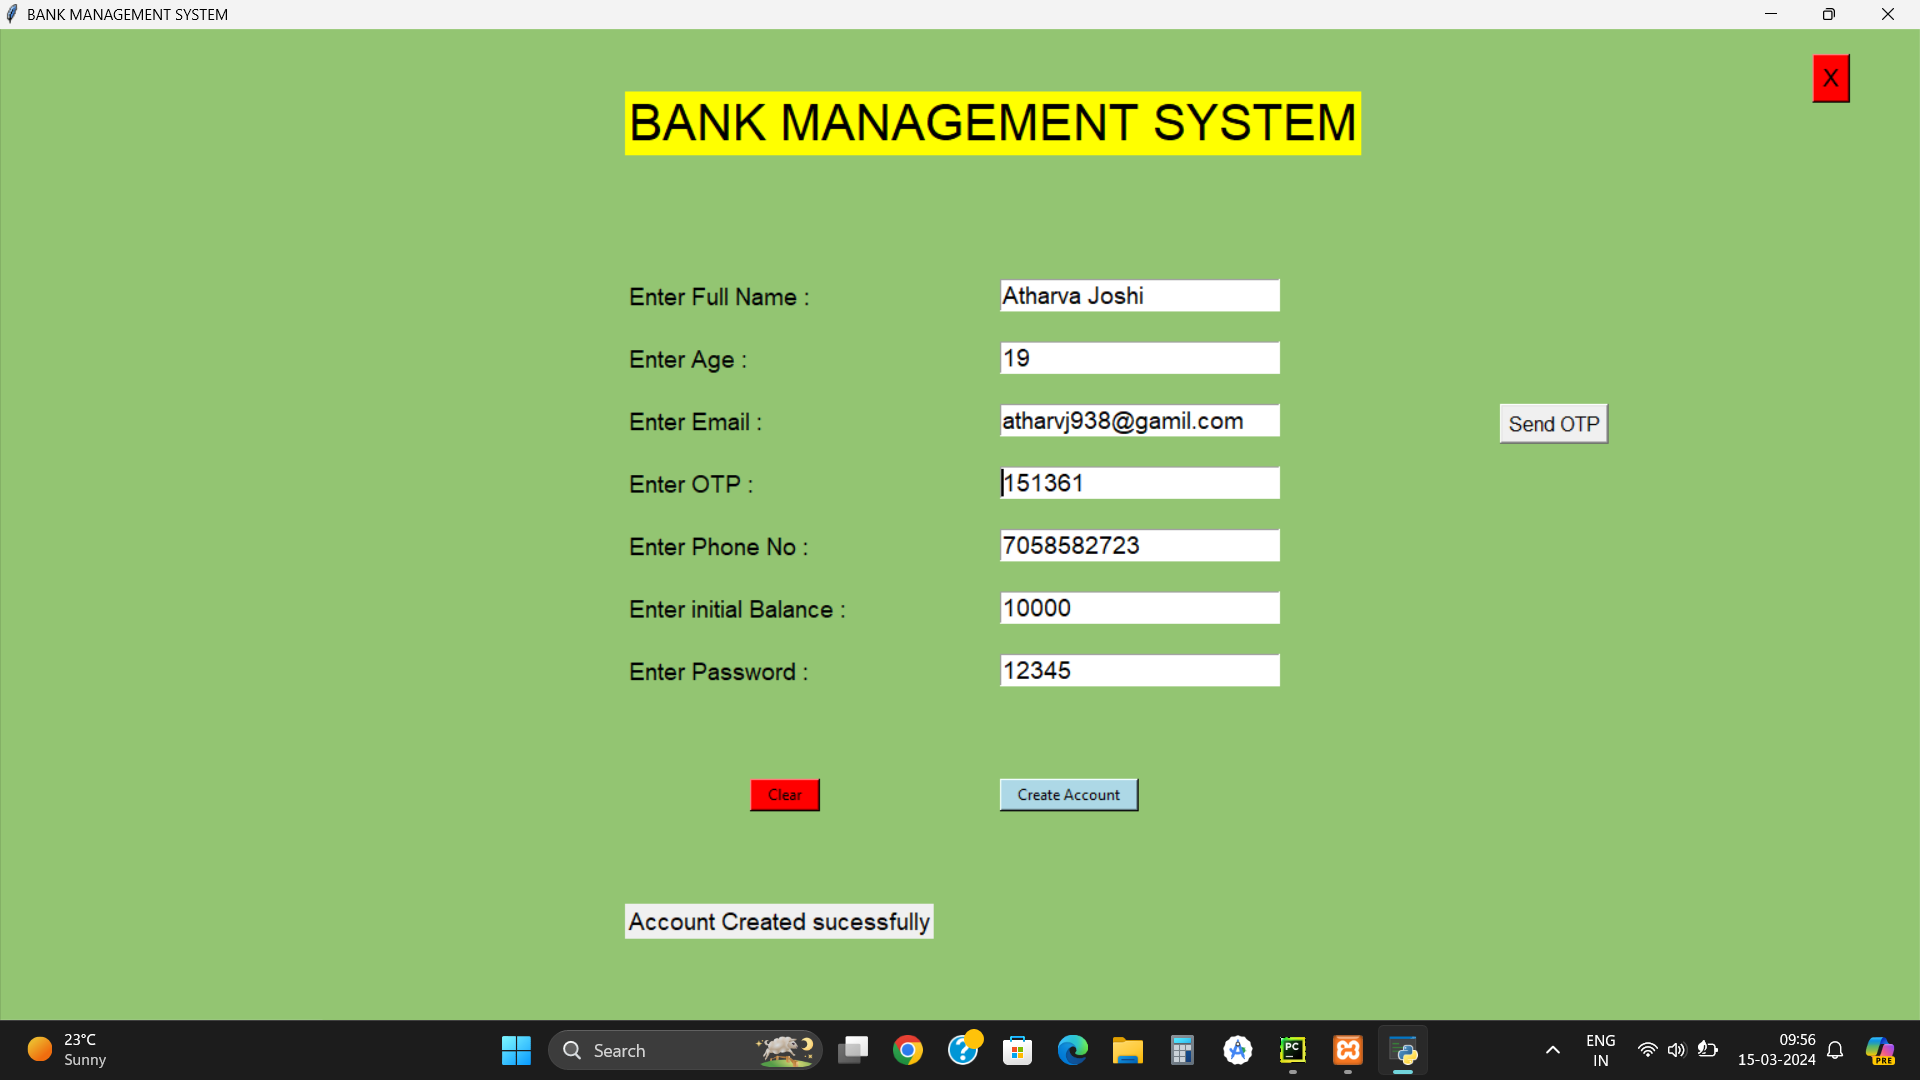 BANK MANAGEMENT SYSTEM
X
BANK MANAGEMENT SYSTEM
Enter Full Name : Atharva Joshi
Enter Age : 19
Enter Email : atharvj938@gamil.com Send OTP
Enter OTP : 151361
Enter Phone No : 7058582723
Enter initial Balance : 10000
Enter Password : 12345
Clear Create Account
Account Created sucessfully
23°C
Sunny
Search
PC
PRE
ENG
IN
09:56
15-03-2024